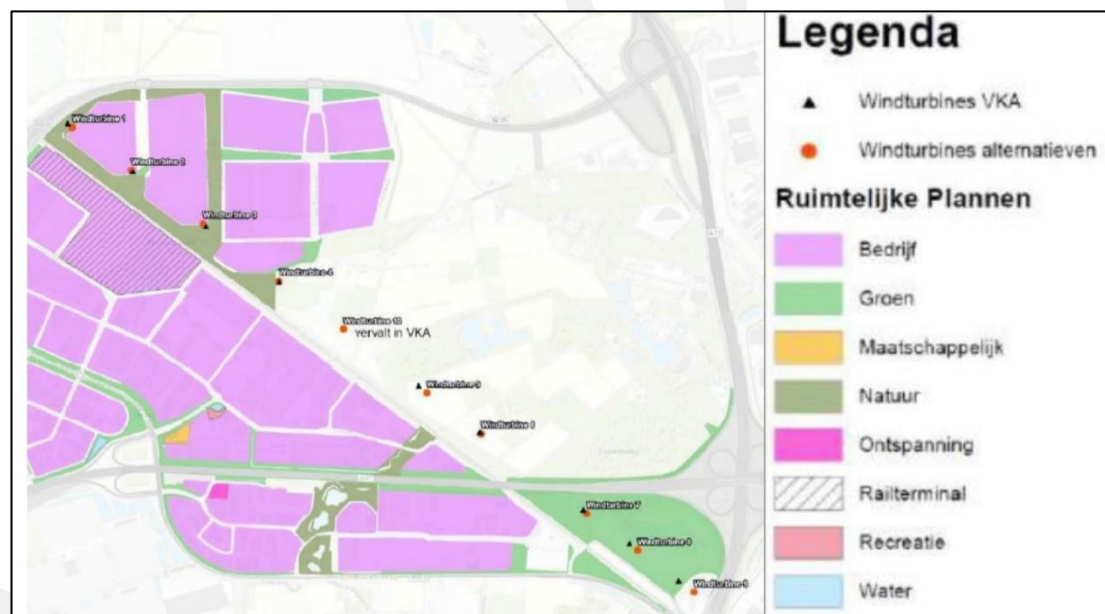 Legenda
Windturbines VKA
Windturbines alternatieven
Ruimtelijke Plannen
Bedrijf
Groen
Maatschappelijk
Natuur
Ontspanning
Railterminal
Recreatie
Water
Windturbine 1
Windturbine 2
Windturbine 3
Windturbine 4
Windturbine 10
vervalt in VKA
Windturbine 5
Windturbine 6
Windturbine 7
Windturbine 8
Windturbine 9